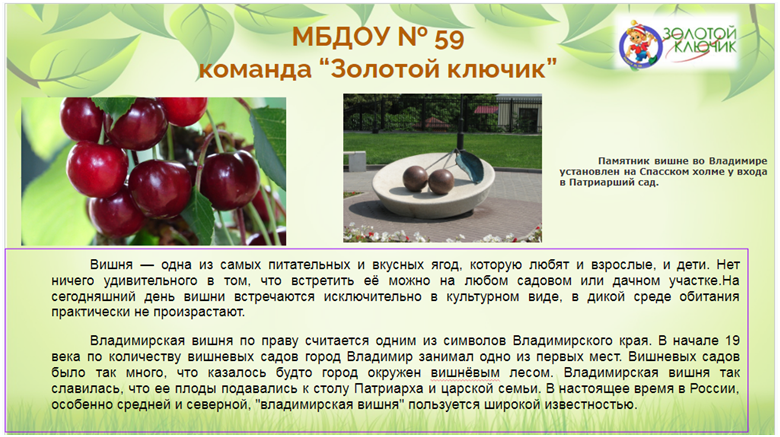 МБДОУ № 59
команда “Золотой ключик”
ЗОЛОТОЙ
КЛЮЧИК
Памятник вишне во Владимире
установлен на Спасском холме у входа
в Патриарший сад.
Вишня — одна из самых питательных и вкусных ягод, которую любят и взрослые, и дети. Нет
ничего удивительного в том, что встретить её можно на любом садовом или дачном участке.На
сегодняшний день вишни встречаются исключительно в культурном виде, в дикой среде обитания
практически не произрастают.
Владимирская вишня по праву считается одним из символов Владимирского края. В начале 19
века по количеству вишневых садов город Владимир занимал одно из первых мест. Вишневых садов
было так много, что казалось будто город окружен вишнёвым лесом. Владимирская вишня так
славилась, что ее плоды подавались к столу Патриарха и царской семьи. В настоящее время в России,
особенно средней и северной, "владимирская вишня" пользуется широкой известностью.